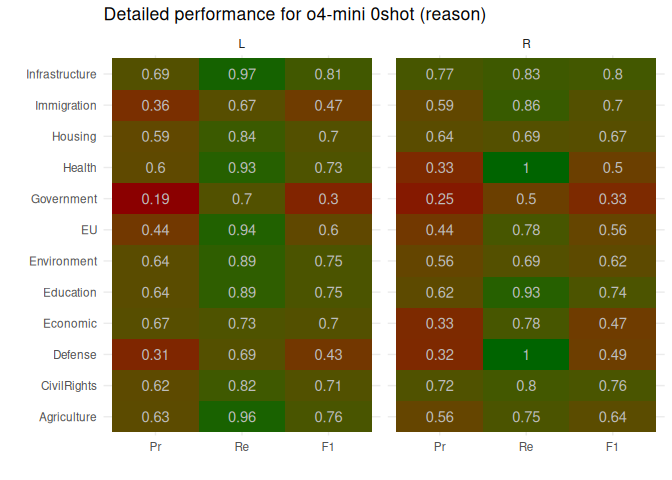 Detailed performance for o4-mini 0shot (reason)
L R
Infrastructure 0.69 0.97 0.81 0.77 0.83 0.8
Immigration 0.36 0.67 0.47 0.59 0.86 0.7
Housing 0.59 0.84 0.7 0.64 0.69 0.67
Health 0.6 0.93 0.73 0.33 1 0.5
Government 0.19 0.7 0.3 0.25 0.5 0.33
EU 0.44 0.94 0.6 0.44 0.78 0.56
Environment 0.64 0.89 0.75 0.56 0.69 0.62
Education 0.64 0.89 0.75 0.62 0.93 0.74
Economic 0.67 0.73 0.7 0.33 0.78 0.47
Defense 0.31 0.69 0.43 0.32 1 0.49
CivilRights 0.62 0.82 0.71 0.72 0.8 0.76
Agriculture 0.63 0.96 0.76 0.56 0.75 0.64
Pr Re F1 Pr Re F1